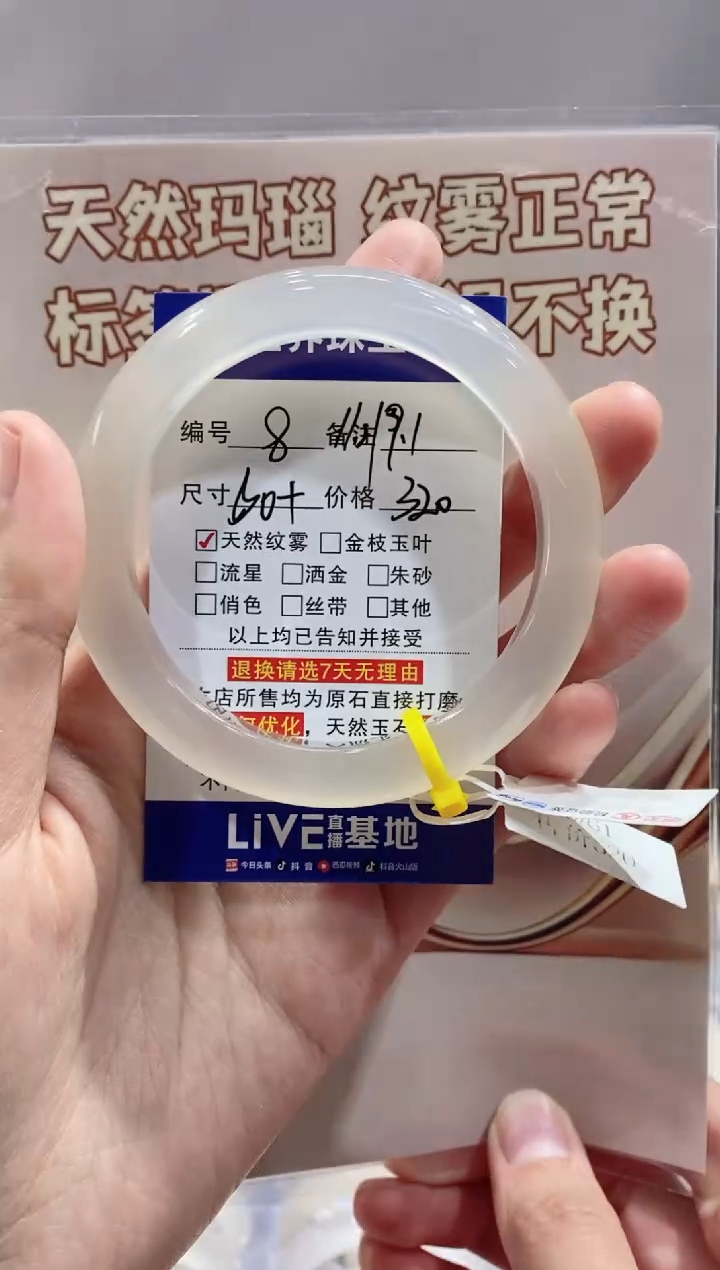 天然玛瑙 纹雾正常
标 不换
编号 8 备注
尺寸 60+ 价格 320
☑天然纹雾 □金枝玉叶
□流星 □洒金 □朱砂
□俏色 □丝带 □其他
以上均已告知并接受
退换请选7天无理由
本店所售均为原石直接打磨
优化，天然玉石
LiVE直播基地
今日头条 抖音 西瓜视频 抖音火山版